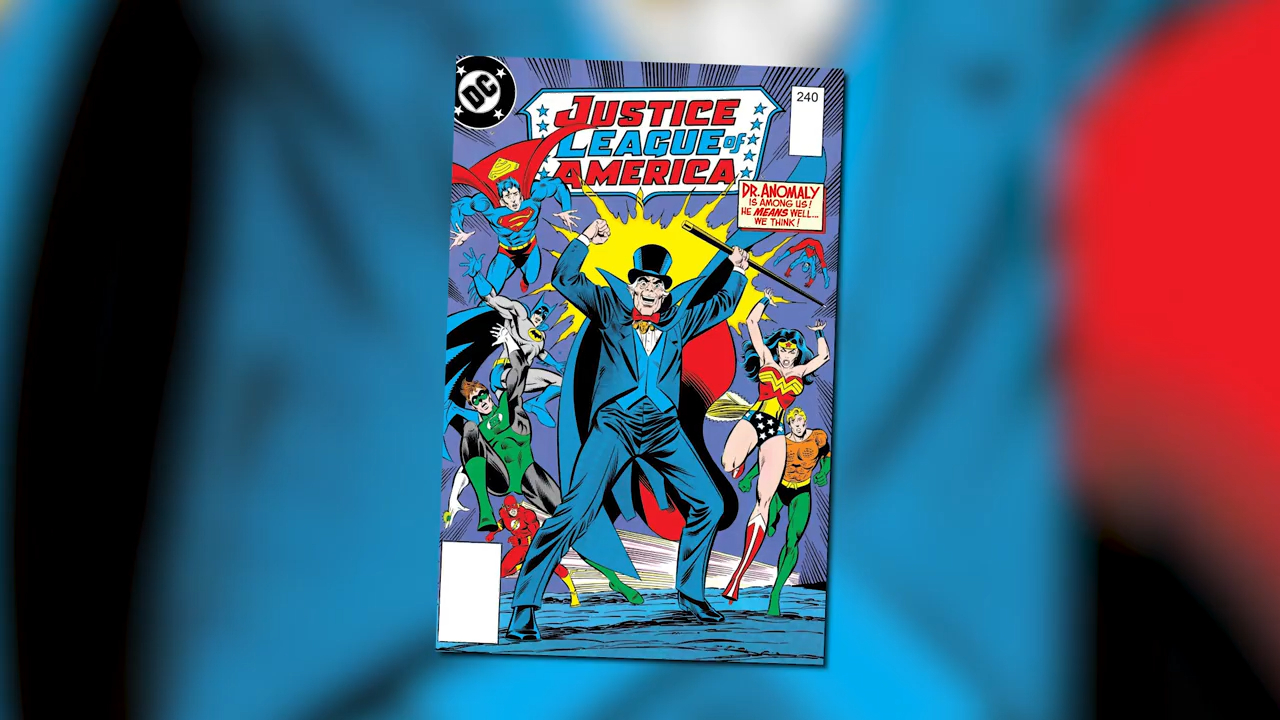 DC
JUSTICE
LEAGUE of
AMERICA
240
DR. ANOMALY
IS AMONG US!
HE MEANS WELL...
WE THINK!